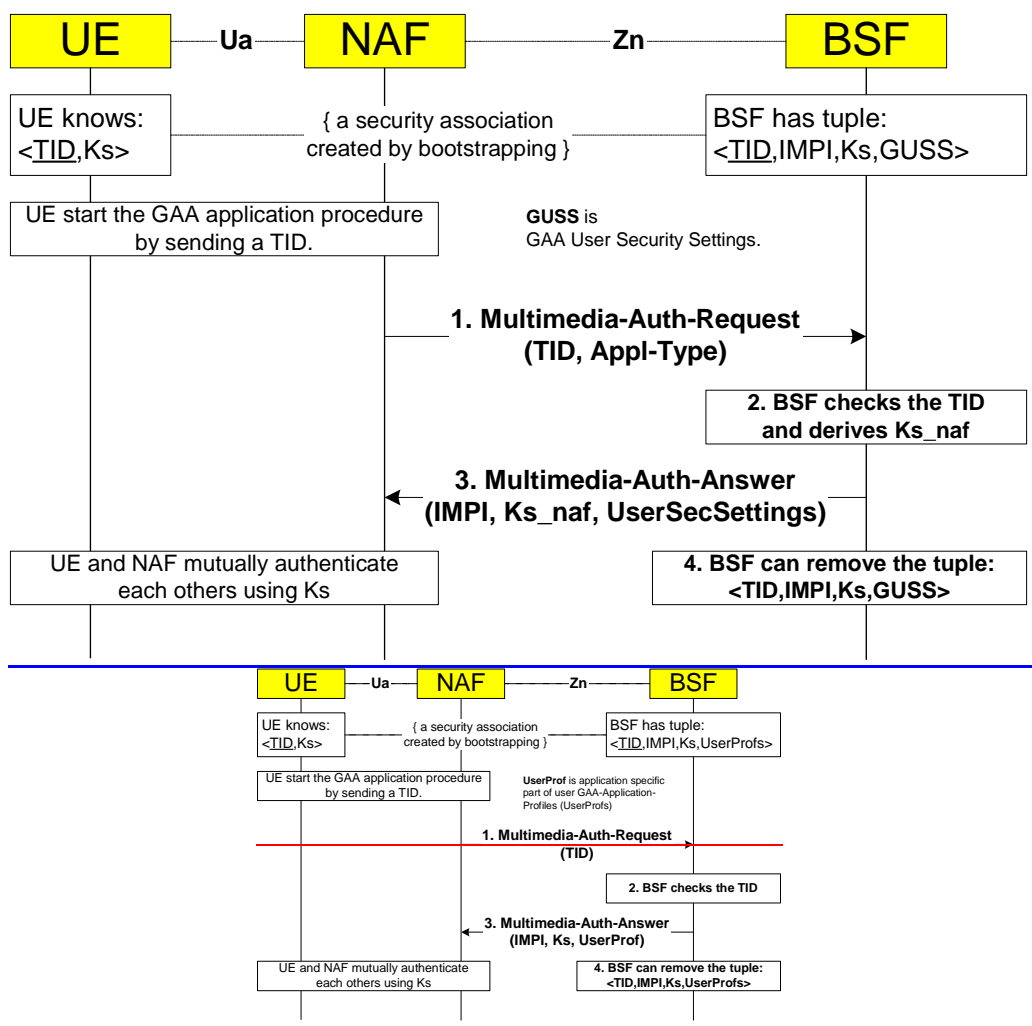 UE Ua NAF Zn BSF
UE knows:
<TID,Ks>
{ a security association
created by bootstrapping }
BSF has tuple:
<TID,IMPI,Ks,GUSS>
UE start the GAA application procedure
by sending a TID.
GUSS is
GAA User Security Settings.
1. Multimedia-Auth-Request
(TID, Appl-Type)
2. BSF checks the TID
and derives Ks_naf
3. Multimedia-Auth-Answer
(IMPI, Ks_naf, UserSecSettings)
UE and NAF mutually authenticate
each others using Ks
4. BSF can remove the tuple:
<TID,IMPI,Ks,GUSS>
UE Ua NAF Zn BSF
UE knows:
<TID,Ks>
{ a security association
created by bootstrapping }
BSF has tuple:
<TID,IMPI,Ks,UserProfs>
UE start the GAA application procedure
by sending a TID.
UserProf is application specific
part of user GAA-Application-
Profiles (UserProfs)
1. Multimedia-Auth-Request
(TID)
2. BSF checks the TID
3. Multimedia-Auth-Answer
(IMPI, Ks, UserProf)
UE and NAF mutually authenticate
each others using Ks
4. BSF can remove the tuple:
<TID,IMPI,Ks,UserProfs>